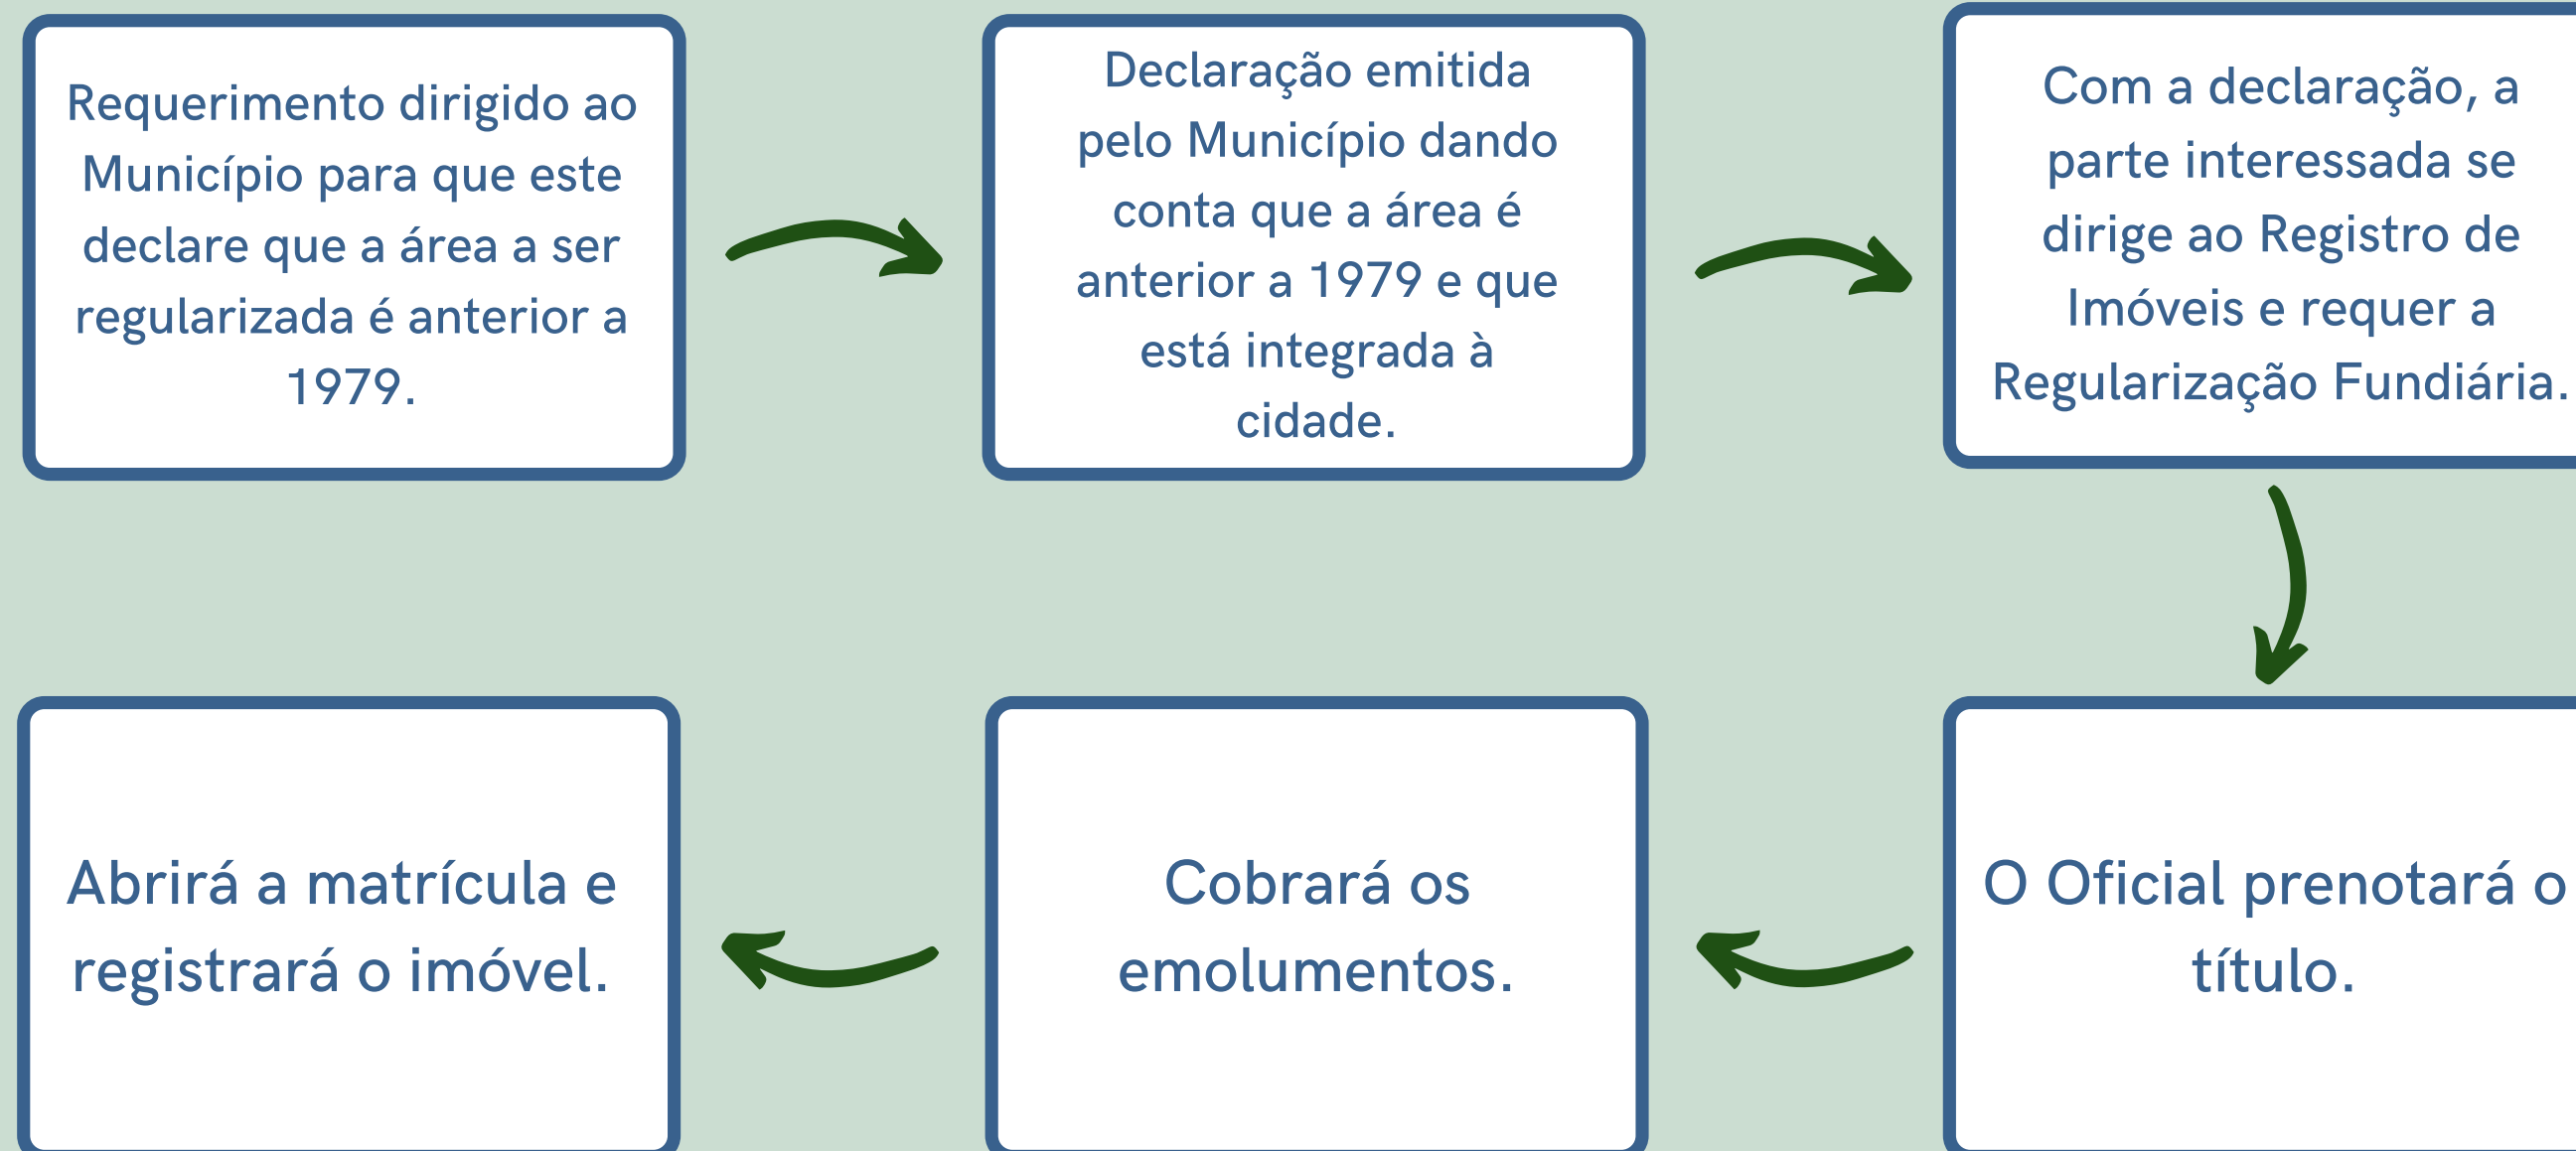 Requerimento dirigido ao
Município para que este
declare que a área a ser
regularizada é anterior a
1979.
Declaração emitida
pelo Município dando
conta que a área é
anterior a 1979 e que
está integrada à
cidade.
Com a declaração, a
parte interessada se
dirige ao Registro de
Imóveis e requer a
Regularização Fundiária.
O Oficial prenotará o
título.
Cobrará os
emolumentos.
Abrirá a matrícula e
registrará o imóvel.